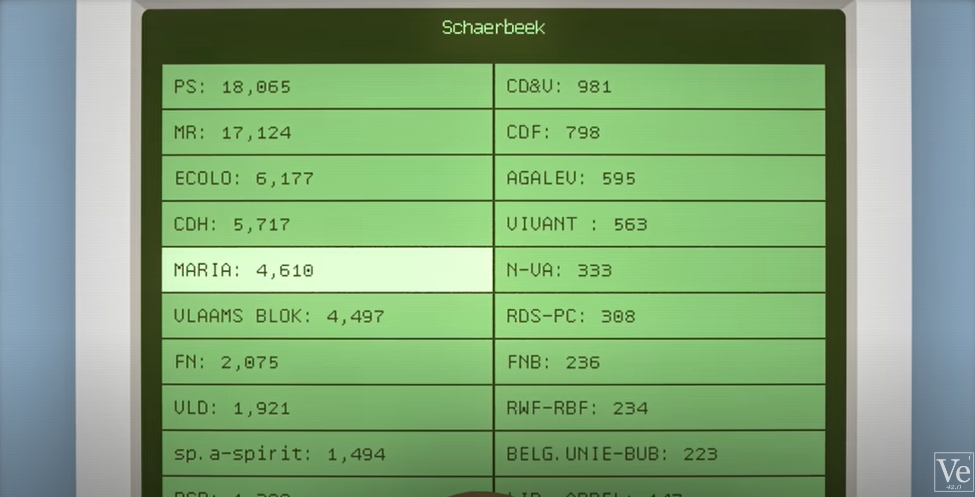 Schaerbeek
PS: 18,065
MR: 17,124
ECOLO: 6,177
CDH: 5,717
MARIA: 4,610
VLAAMS BLOK: 4,497
FN: 2,075
VLD: 1,921
sp.a-spirit: 1,494
CD&V: 981
CDF: 798
AGALEV: 595
VIVANT : 563
N-VA: 333
RDS-PC: 308
FNB: 236
RWF-RBF: 234
BELG.UNIE-BUB: 223
Ve
42.0